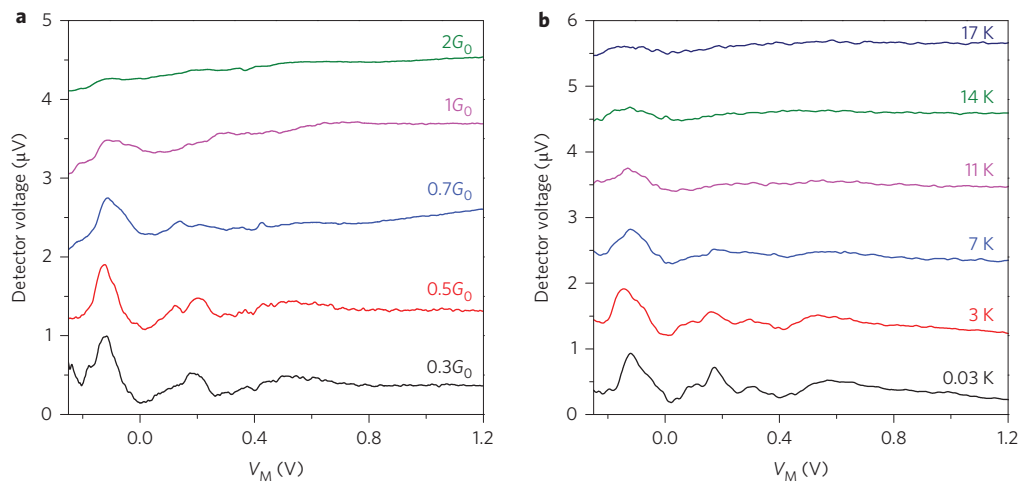 a
Detector voltage (μV)
5
4
3
2
1
0
2G₀
1G₀
0.7G₀
0.5G₀
0.3G₀
0.0
0.4
0.8
1.2
V_M (V)
b
Detector voltage (μV)
6
5
4
3
2
1
0
17 K
14 K
11 K
7 K
3 K
0.03 K
0.0
0.4
0.8
1.2
V_M (V)